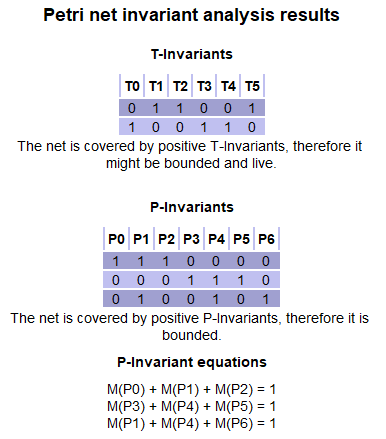 Petri net invariant analysis results
T-Invariants
T0 T1 T2 T3 T4 T5
0 1 1 0 0 1
1 0 0 1 1 0
The net is covered by positive T-Invariants, therefore it
might be bounded and live.
P-Invariants
P0 P1 P2 P3 P4 P5 P6
1 1 1 0 0 0 0
0 0 0 1 1 1 0
0 1 0 0 1 0 1
The net is covered by positive P-Invariants, therefore it is
bounded.
P-Invariant equations
M(P0) + M(P1) + M(P2) = 1
M(P3) + M(P4) + M(P5) = 1
M(P1) + M(P4) + M(P6) = 1